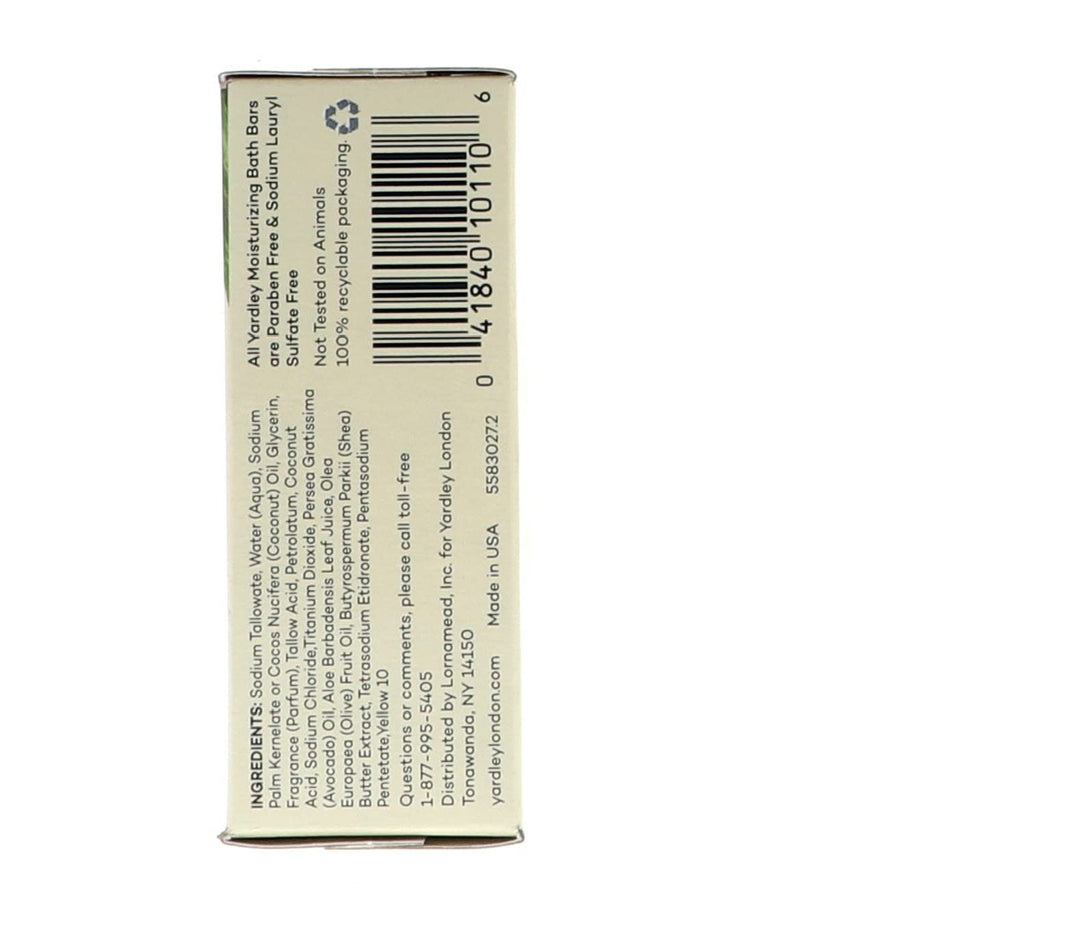 INGREDIENTS: Sodium Tallowate, Water (Aqua), Sodium
Palm Kernelate or Cocos Nucifera (Coconut) Oil, Glycerin,
Fragrance (Parfum), Tallow Acid, Petrolatum, Coconut
Acid, Sodium Chloride,Titanium Dioxide, Persea Gratissima
(Avocado) Oil, Aloe Barbadensis Leaf Juice, Olea
Europaea (Olive) Fruit Oil, Butyrospermum Parkii (Shea)
Butter Extract, Tetrasodium Etidronate, Pentasodium
Pentetate,Yellow 10
Questions or comments, please call toll-free
1-877-995-5405
Distributed by Lornamead, Inc. for Yardley London
Tonawanda, NY 14150
yardleylondon.com Made in USA 5583027.2
All Yardley Moisturizing Bath Bars
are Paraben Free & Sodium Lauryl
Sulfate Free
Not Tested on Animals
100% recyclable packaging.
0 41840 10110 6